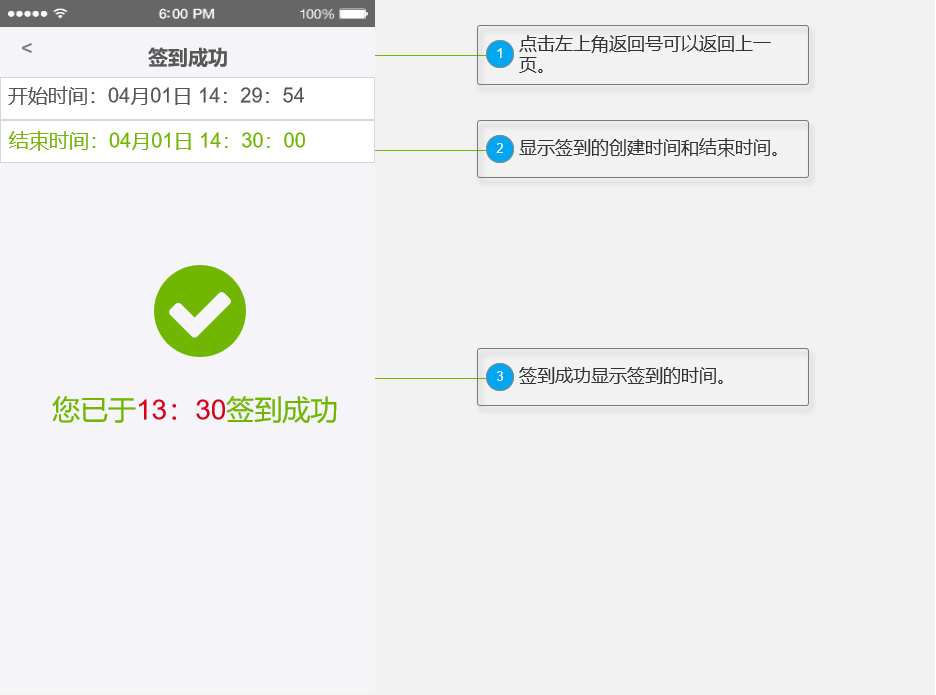 6:00 PM 100%
<
签到成功
开始时间：04月01日 14：29：54
结束时间：04月01日 14：30：00
您已于13：30签到成功
1 点击左上角返回号可以返回上一
页。
2 显示签到的创建时间和结束时间。
3 签到成功显示签到的时间。